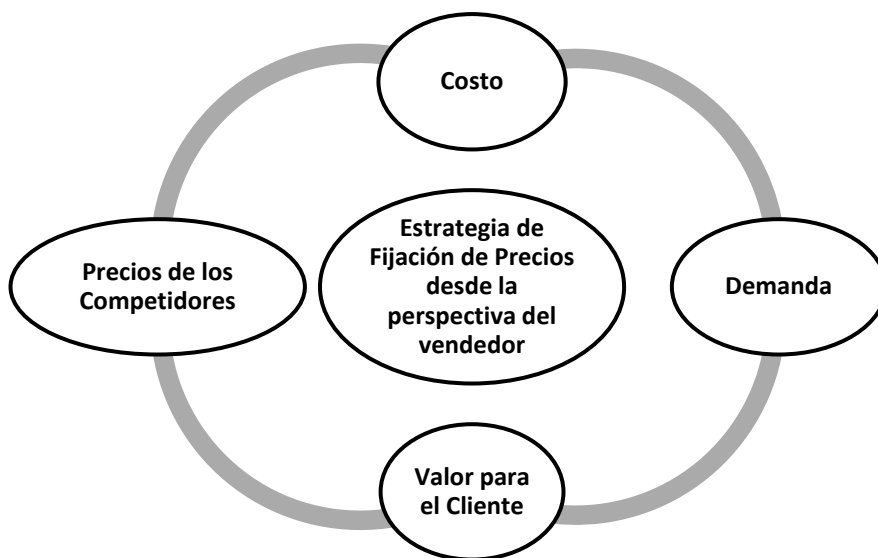 Costo
Estrategia de
Fijación de Precios
desde la
perspectiva del
vendedor
Precios de los
Competidores
Demanda
Valor para
el Cliente